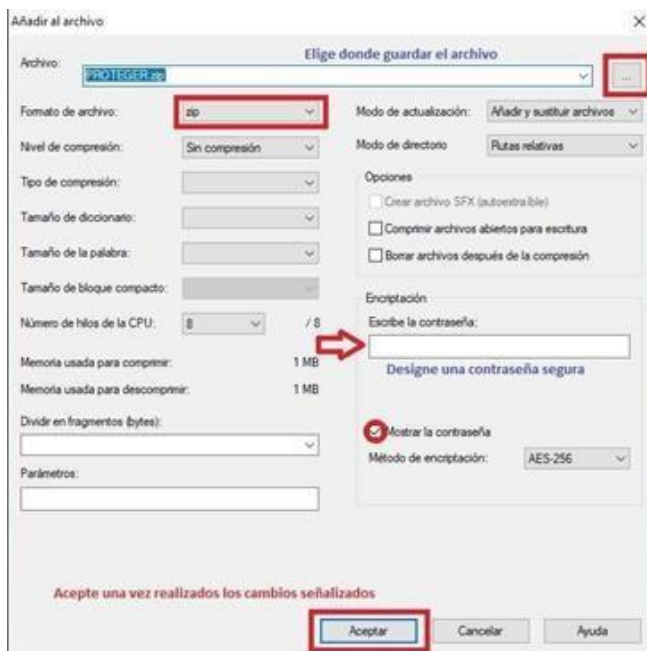 Añadir al archivo
Elige donde guardar el archivo
Archivo:
PROTEGER.zip
...
Formato de archivo: zip
Modo de actualización: Añadir y sustituir archivos
Nivel de compresión: Sin compresión
Modo de directorio Rutas relativas
Tipo de compresión:
Opciones
Crear archivo SFX (autoextraíble)
Tamaño de diccionario:
Comprimir archivos abiertos para escritura
Tamaño de la palabra:
Borrar archivos después de la compresión
Tamaño de bloque compacto:
Encriptación
Número de hilos de la CPU: 8 / 8
Escribe la contraseña:
Memoria usada para comprimir: 1 MB
Designe una contraseña segura
Memoria usada para descomprimir: 1 MB
Dividir en fragmentos (bytes):
Mostrar la contraseña
Método de encriptación: AES-256
Parámetros:
Acepte una vez realizados los cambios señalizados
Aceptar Cancelar Ayuda